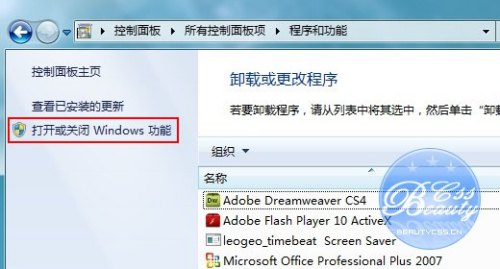 控制面板 ▸ 所有控制面板项 ▸ 程序和功能
控制面板主页
查看已安装的更新
打开或关闭 Windows 功能
卸载或更改程序
若要卸载程序，请从列表中将其选中，然后单击“卸
组织
名称
Dw Adobe Dreamweaver CS4
Adobe Flash Player 10 ActiveX
leogeo_timebeat Screen Saver
Microsoft Office Professional Plus 2007
Css
Beauty
BEAUTYCSS.CN